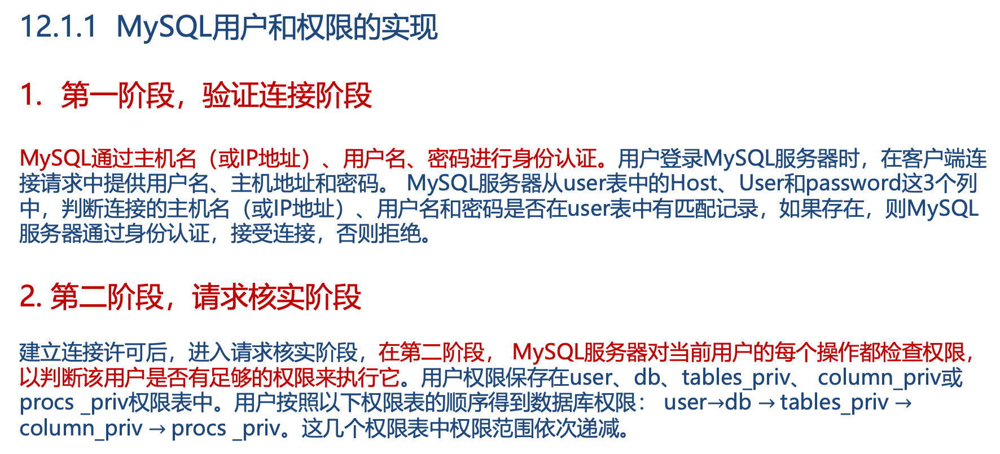 12.1.1 MySQL用户和权限的实现
1. 第一阶段，验证连接阶段
MySQL通过主机名（或IP地址）、用户名、密码进行身份认证。用户登录MySQL服务器时，在客户端连
接请求中提供用户名、主机地址和密码。 MySQL服务器从user表中的Host、User和password这3个列
中，判断连接的主机名（或IP地址）、用户名和密码是否在user表中有匹配记录，如果存在，则MySQL
服务器通过身份认证，接受连接，否则拒绝。
2. 第二阶段，请求核实阶段
建立连接许可后，进入请求核实阶段，在第二阶段， MySQL服务器对当前用户的每个操作都检查权限，
以判断该用户是否有足够的权限来执行它。用户权限保存在user、db、tables_priv、 column_priv或
procs _priv权限表中。用户按照以下权限表的顺序得到数据库权限： user→db → tables_priv →
column_priv → procs _priv。这几个权限表中权限范围依次递减。